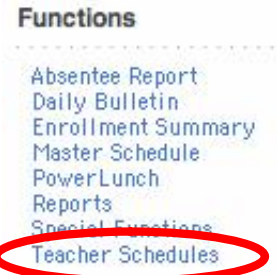 Functions
Absentee Report
Daily Bulletin
Enrollment Summary
Master Schedule
PowerLunch
Reports
Special Functions
Teacher Schedules